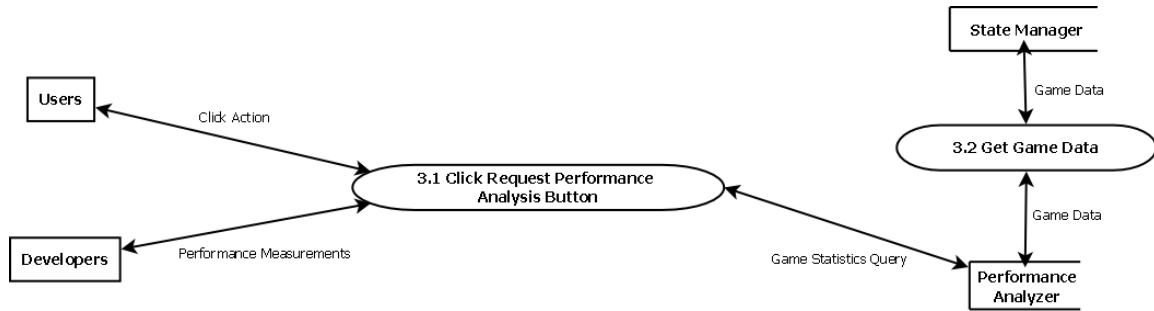 State Manager
Users
Game Data
Click Action
3.2 Get Game Data
3.1 Click Request Performance
Analysis Button
Game Data
Developers
Performance Measurements
Game Statistics Query
Performance
Analyzer